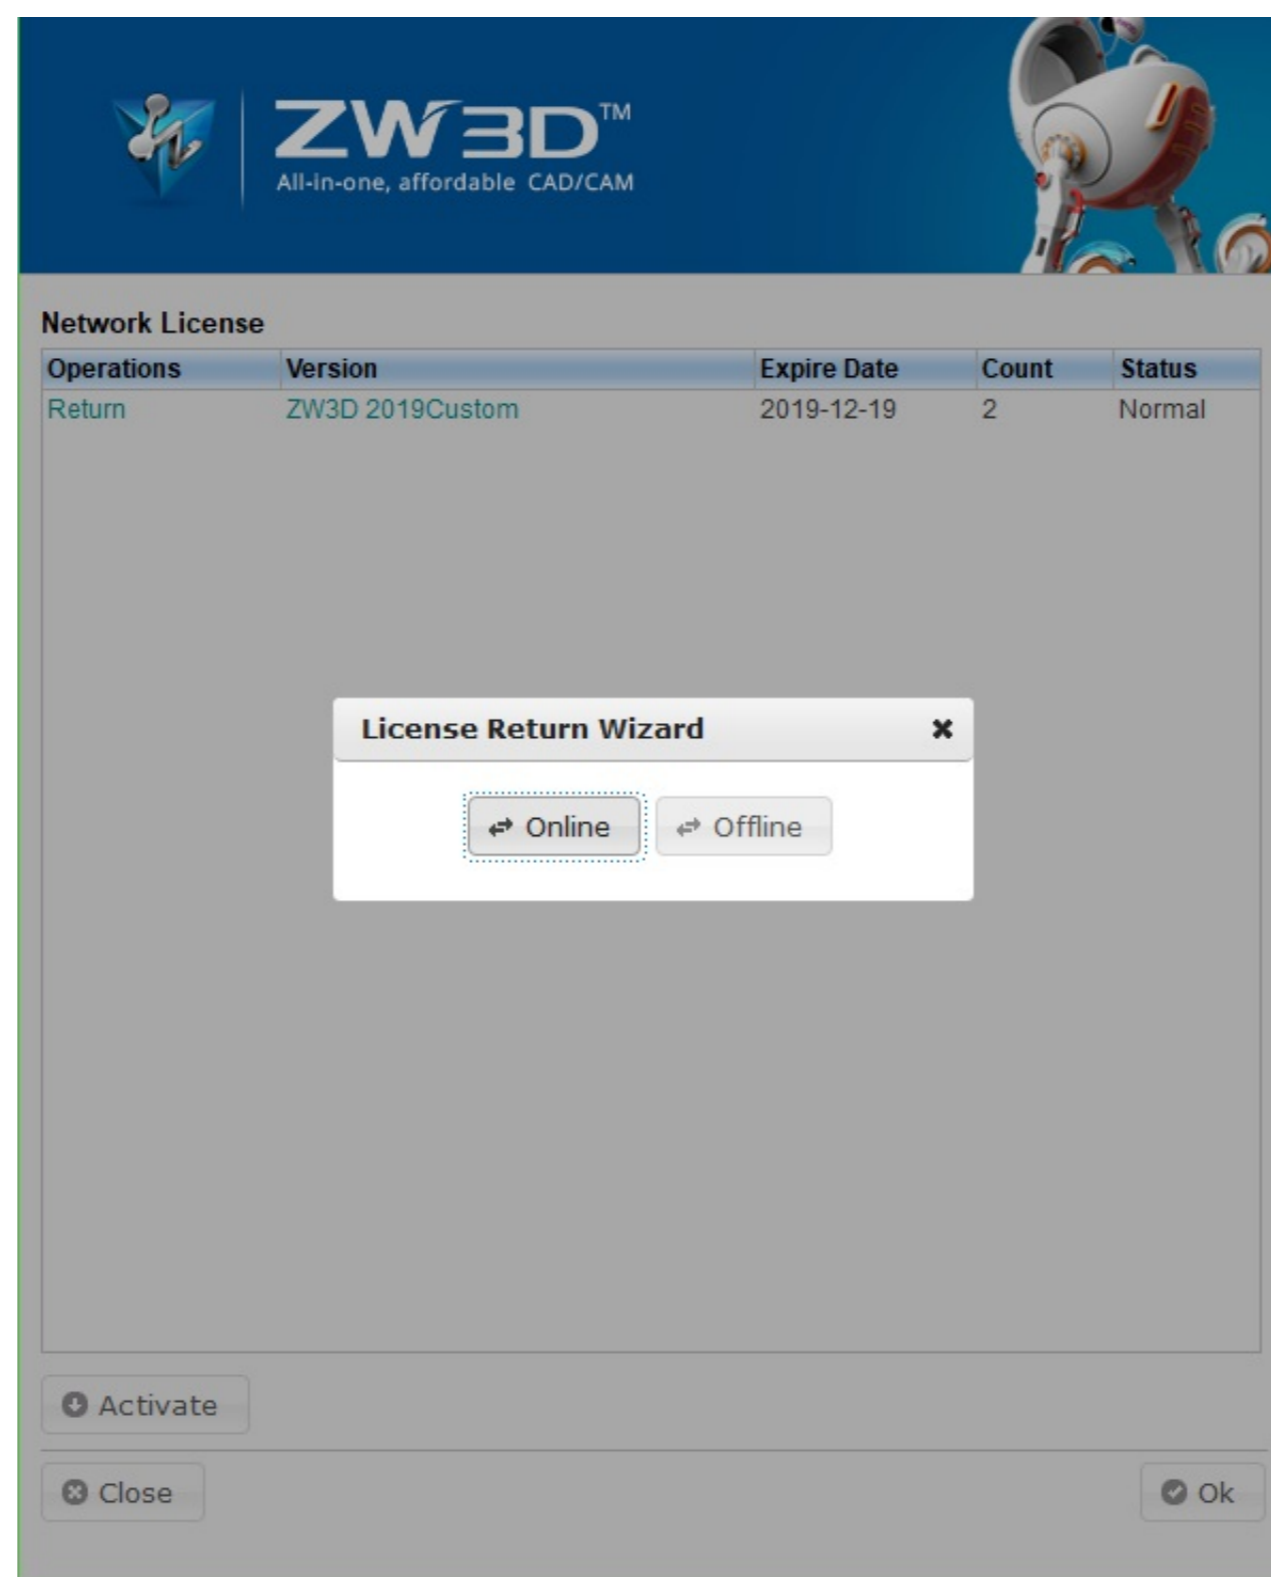 ZW3D™
All-in-one, affordable CAD/CAM
Network License
Operations Version Expire Date Count Status
Return ZW3D 2019Custom 2019-12-19 2 Normal
License Return Wizard
Online Offline
Activate
Close Ok